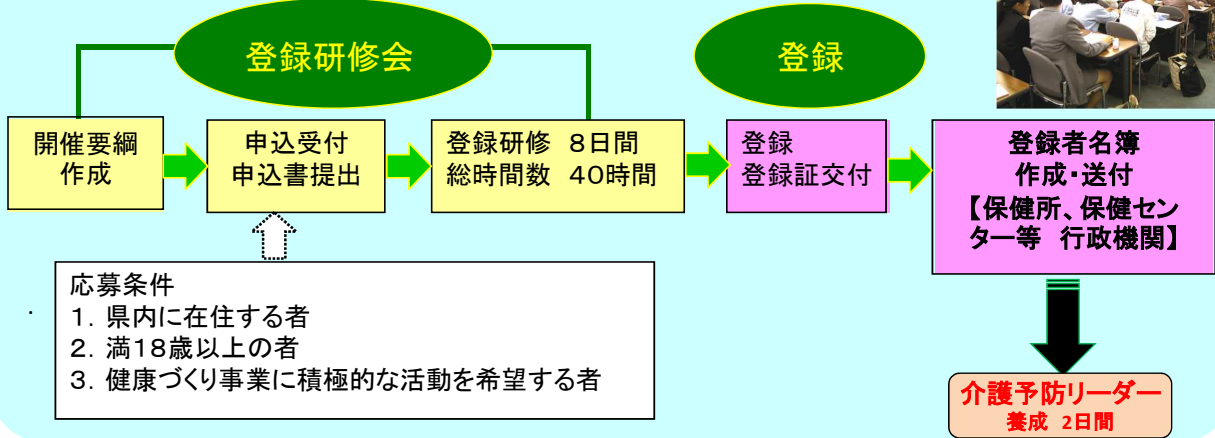 登録研修会
登録
開催要綱
作成
申込受付
申込書提出
登録研修 8日間
総時間数 40時間
登録
登録証交付
登録者名簿
作成・送付
【保健所、保健セン
ター等 行政機関】
応募条件
1．県内に在住する者
2．満18歳以上の者
3．健康づくり事業に積極的な活動を希望する者
介護予防リーダー
養成 2日間